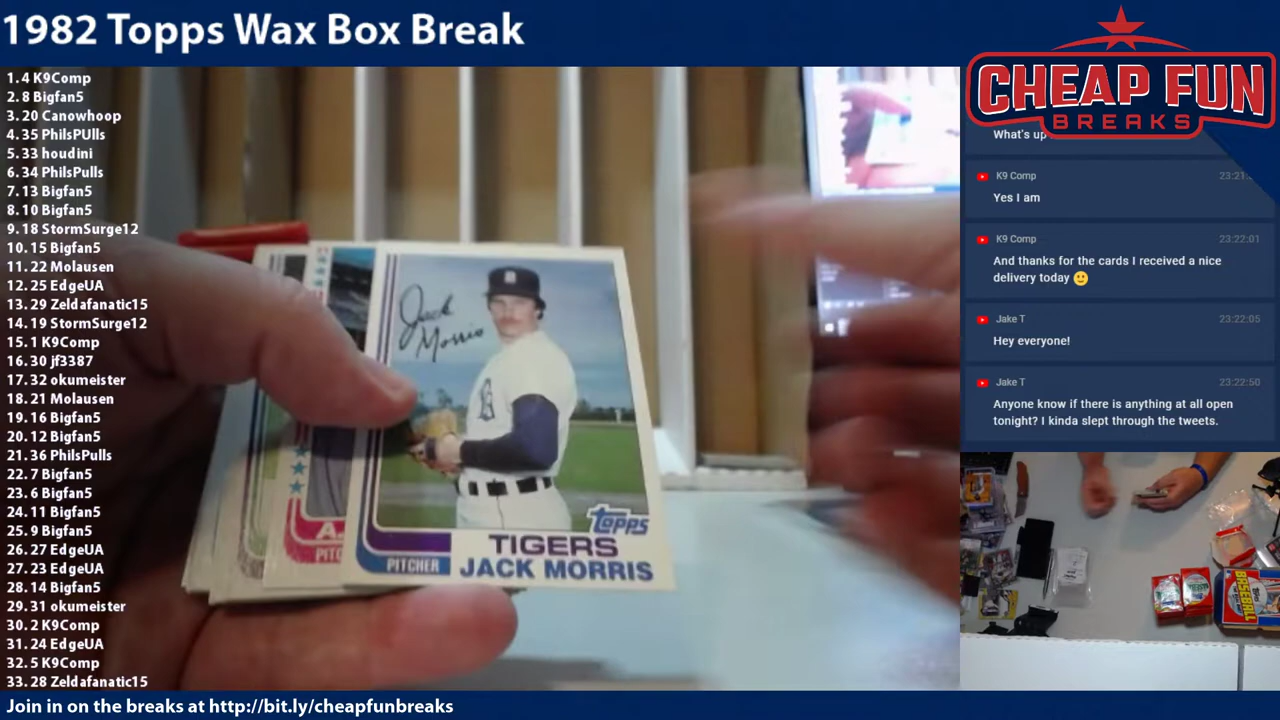 1982 Topps Wax Box Break
1. 4 K9Comp
2. 8 Bigfan5
3. 20 Canowhoop
4. 35 PhilsPUlls
5. 33 houdini
6. 34 PhilsPulls
7. 13 Bigfan5
8. 10 Bigfan5
9. 18 StormSurge12
10. 15 Bigfan5
11. 22 Molausen
12. 25 EdgeUA
13. 29 Zeldafanatic15
14. 19 StormSurge12
15. 1 K9Comp
16. 30 jf3387
17. 32 okumeister
18. 21 Molausen
19. 16 Bigfan5
20. 12 Bigfan5
21. 36 PhilsPulls
22. 7 Bigfan5
23. 6 Bigfan5
24. 11 Bigfan5
25. 9 Bigfan5
26. 27 EdgeUA
27. 23 EdgeUA
28. 14 Bigfan5
29. 31 okumeister
30. 2 K9Comp
31. 24 EdgeUA
32. 5 K9Comp
33. 28 Zeldafanatic15
Jack
Morris
topps
TIGERS
PITCHER JACK MORRIS
A.
PITC
CHEAP FUN
BREAKS
What's up
K9 Comp 23:21:
Yes I am
K9 Comp 23:22:01
And thanks for the cards I received a nice
delivery today 🙂
Jake T 23:22:05
Hey everyone!
Jake T 23:22:50
Anyone know if there is anything at all open
tonight? I kinda slept through the tweets.
BASEBALL
Join in on the breaks at http://bit.ly/cheapfunbreaks